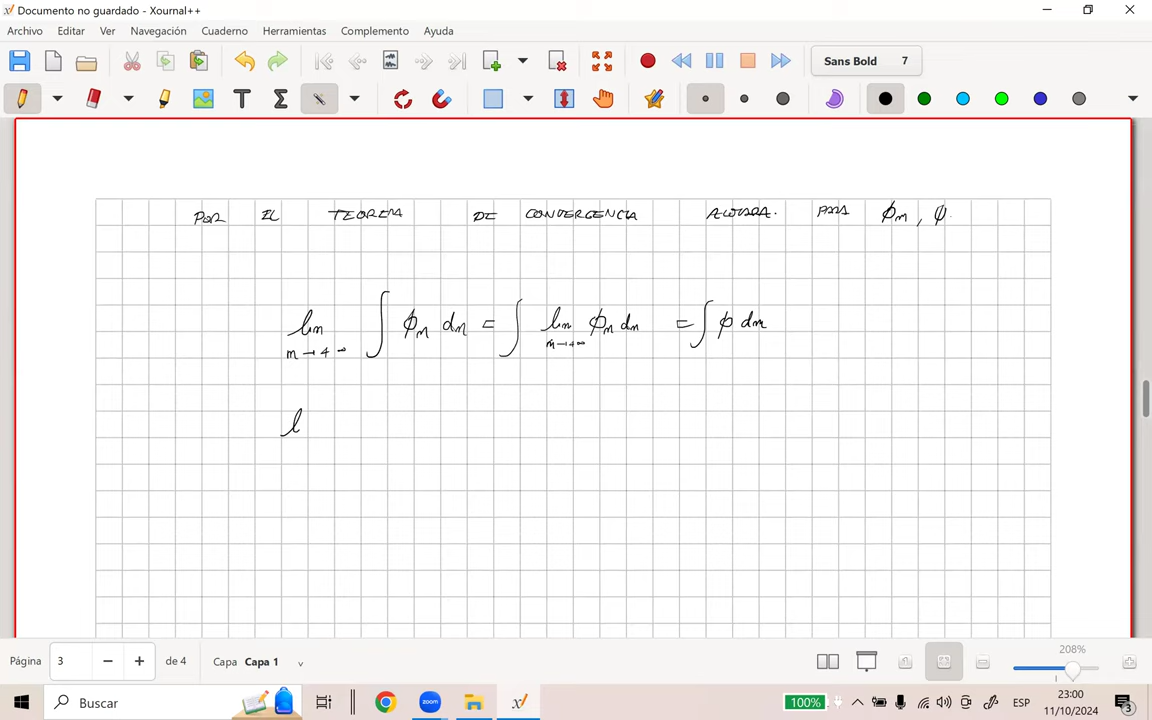 Documento no guardado - Xournal++
Archivo Editar Ver Navegación Cuaderno Herramientas Complemento Ayuda
Sans Bold 7
POR EL TEOREMA DE CONVERGENCIA ACOTADA. PARA ϕₙ, ϕ.
lim ∫ ϕₙ dm = ∫ lim ϕₙ dm = ∫ ϕ dm
n→+∞ n→+∞
l
Página 3 de 4 Capa Capa 1 208%
Buscar zoom 100% ESP 23:00
11/10/2024 3